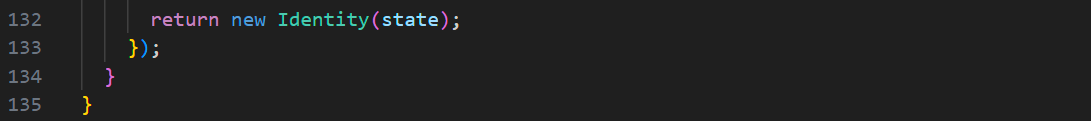 132 return new Identity(state);
133 });
134 }
135 }